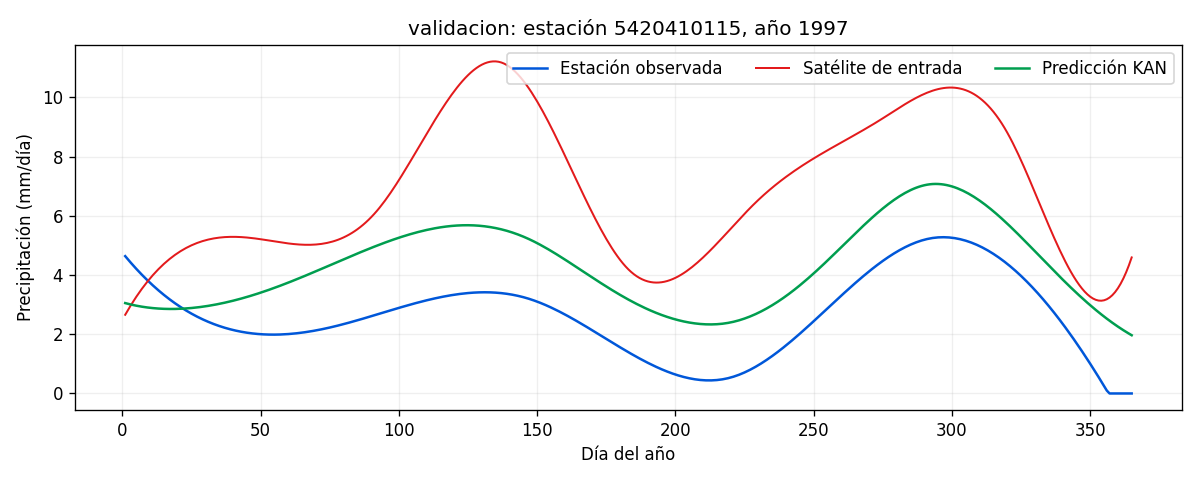 validacion: estación 5420410115, año 1997
Estación observada
Satélite de entrada
Predicción KAN
Precipitación (mm/día)
10
8
6
4
2
0
0 50 100 150 200 250 300 350
Día del año